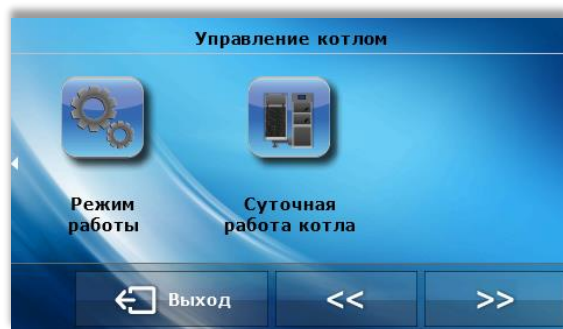 Управление котлом
Режим
работы
Суточная
работа котла
Выход
<<
>>